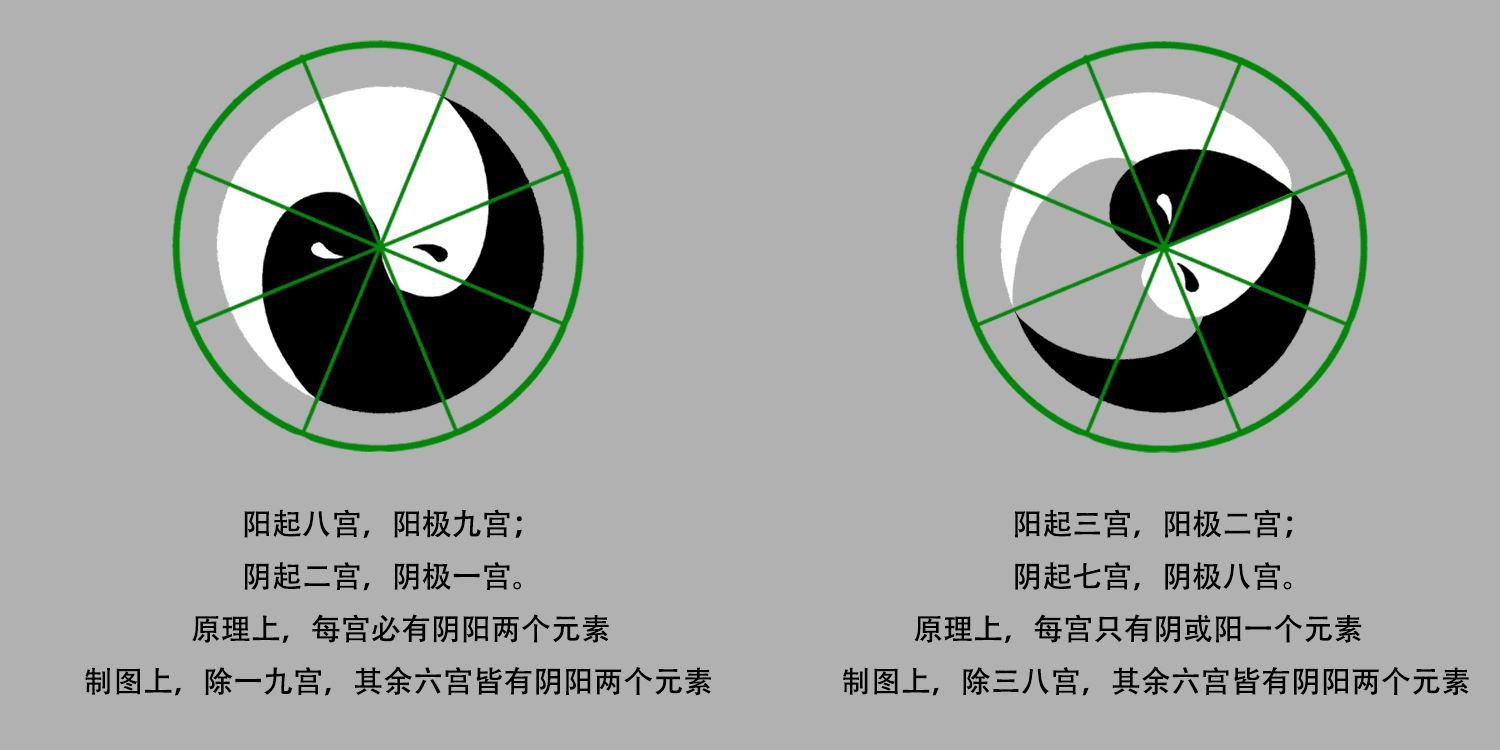 阳起八宫，阳极九宫；
阴起二宫，阴极一宫。
原理上，每宫必有阴阳两个元素
制图上，除一九宫，其余六宫皆有阴阳两个元素
阳起三宫，阳极二宫；
阴起七宫，阴极八宫。
原理上，每宫只有阴或阳一个元素
制图上，除三八宫，其余六宫皆有阴阳两个元素